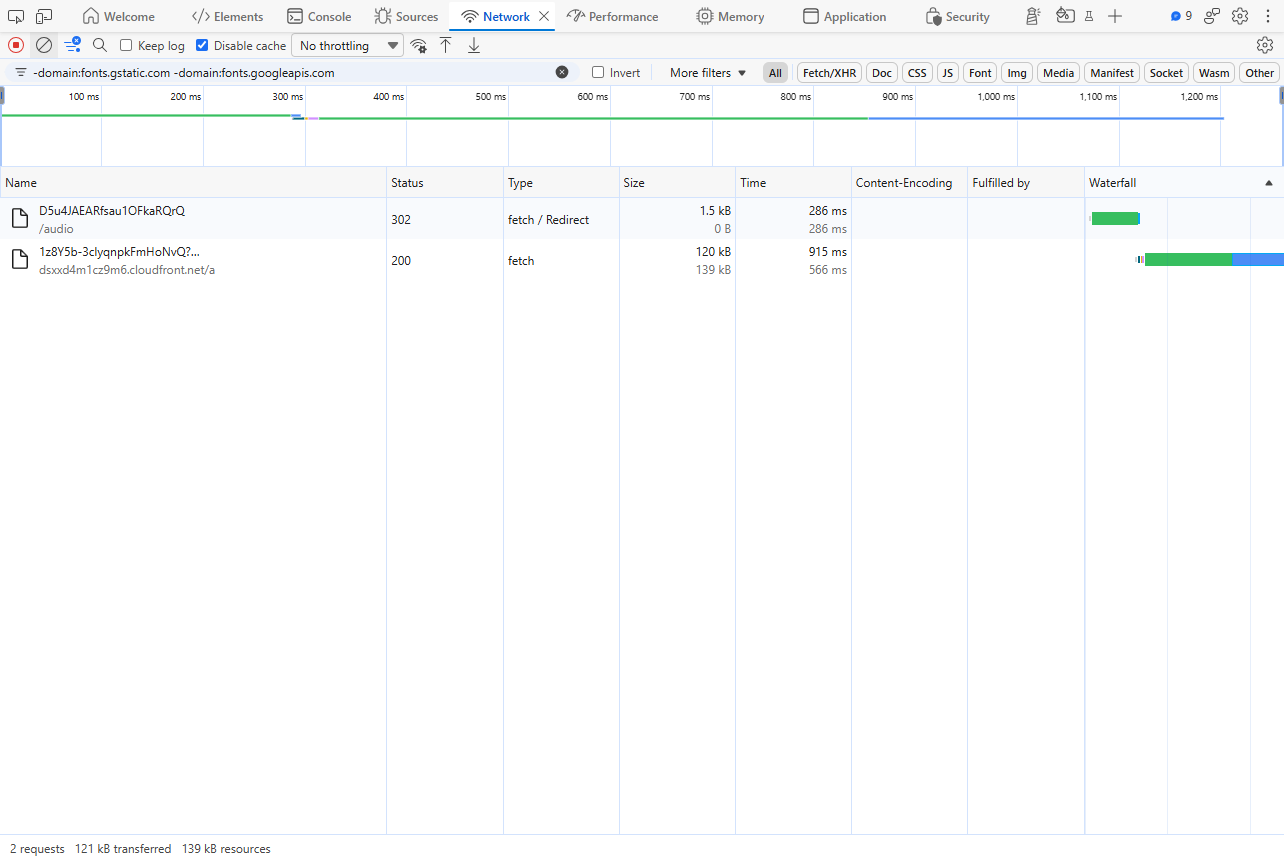 Welcome Elements Console Sources Network Performance Memory Application Security 9
Keep log Disable cache No throttling
-domain:fonts.gstatic.com -domain:fonts.googleapis.com Invert More filters All Fetch/XHR Doc CSS JS Font Img Media Manifest Socket Wasm Other
100 ms 200 ms 300 ms 400 ms 500 ms 600 ms 700 ms 800 ms 900 ms 1,000 ms 1,100 ms 1,200 ms
Name Status Type Size Time Content-Encoding Fulfilled by Waterfall
D5u4JAEARfsau1OFkaRQrQ 302 fetch / Redirect 1.5 kB 286 ms
/audio 0 B 286 ms
1z8Y5b-3clyqnpkFmHoNvQ?... 200 fetch 120 kB 915 ms
dsxxd4m1cz9m6.cloudfront.net/a 139 kB 566 ms
2 requests 121 kB transferred 139 kB resources